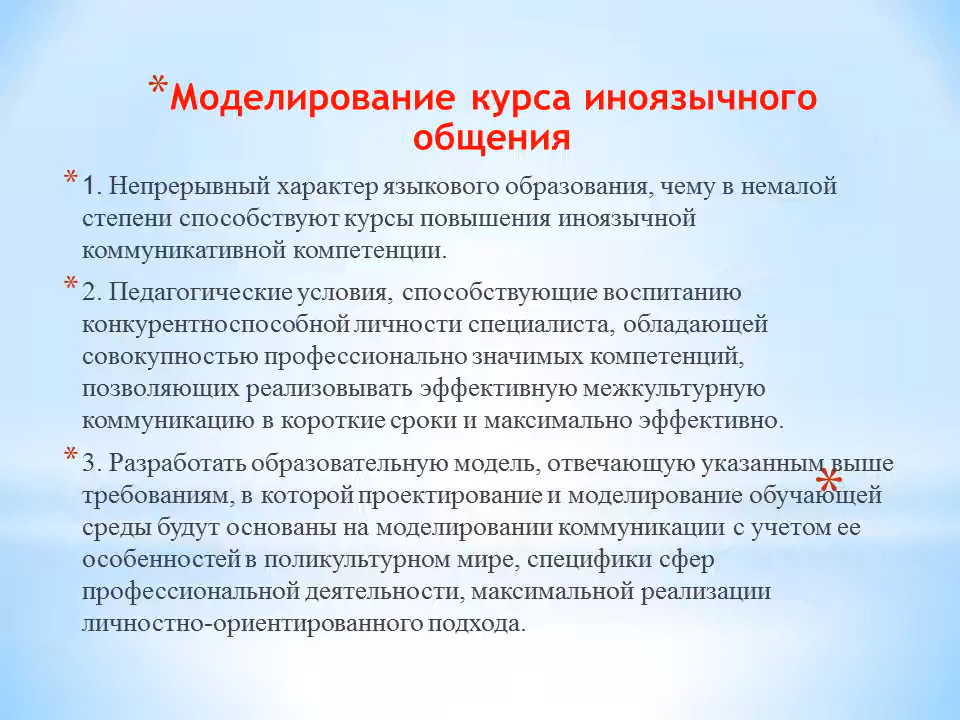 *Моделирование курса иноязычного
общения
* 1. Непрерывный характер языкового образования, чему в немалой
степени способствуют курсы повышения иноязычной
коммуникативной компетенции.
* 2. Педагогические условия, способствующие воспитанию
конкурентноспособной личности специалиста, обладающей
совокупностью профессионально значимых компетенций,
позволяющих реализовывать эффективную межкультурную
коммуникацию в короткие сроки и максимально эффективно.
* 3. Разработать образовательную модель, отвечающую указанным выше
требованиям, в которой проектирование и моделирование обучающей
среды будут основаны на моделировании коммуникации с учетом ее
особенностей в поликультурном мире, специфики сфер
профессиональной деятельности, максимальной реализации
личностно-ориентированного подхода.
*